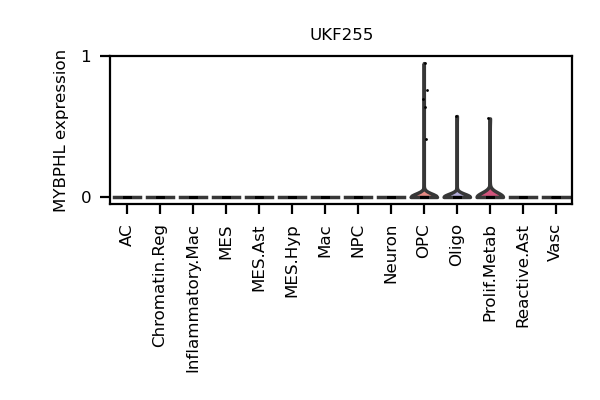 UKF255
MYBPHL expression
1
0
AC
Chromatin.Reg
Inflammatory.Mac
MES
MES.Ast
MES.Hyp
Mac
NPC
Neuron
OPC
Oligo
Prolif.Metab
Reactive.Ast
Vasc